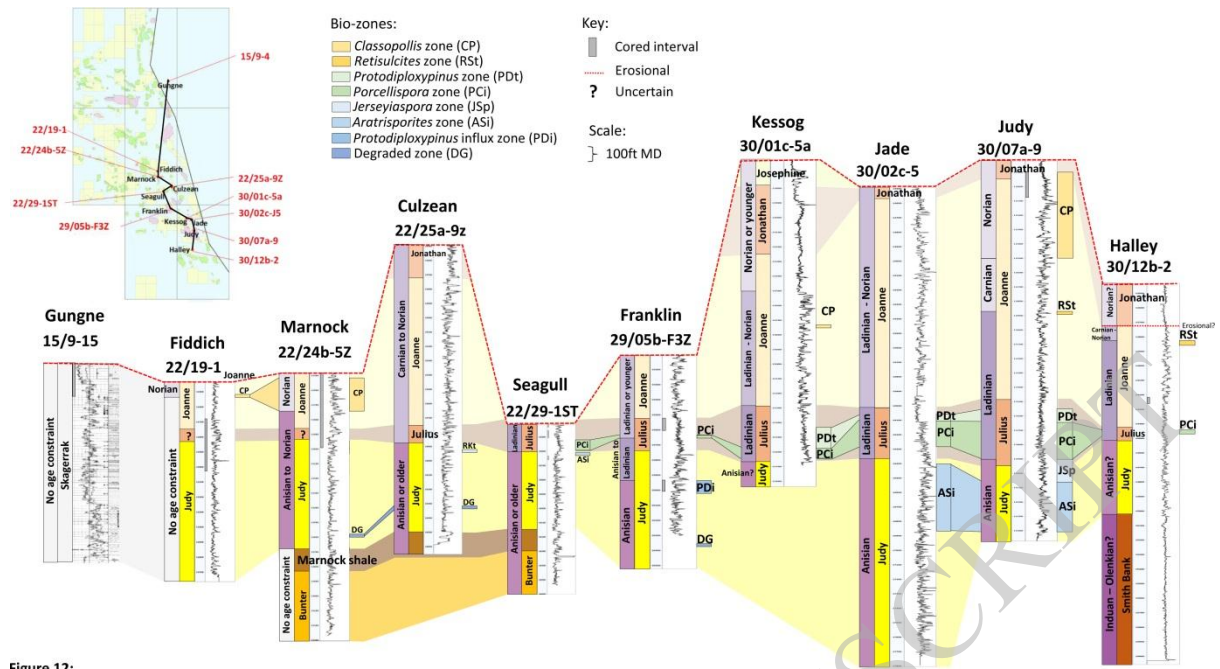 15/9-4
Gungne
22/19-1
22/24b-5Z
Fiddich
Marnock
Culzean
22/25a-9Z
Seagull
30/01c-5a
22/29-1ST
Franklin
Kessog
Jade
30/02c-J5
29/05b-F3Z
Judy
30/07a-9
Halley
30/12b-2
Bio-zones:
Classopollis zone (CP)
Retisulcites zone (RSt)
Protodiploxypinus zone (PDt)
Porcellispora zone (PCi)
Jerseyiaspora zone (JSp)
Aratrisporites zone (ASi)
Protodiploxypinus influx zone (PDi)
Degraded zone (DG)
Key:
Cored interval
Erosional
? Uncertain
Scale:
100ft MD
Gungne
15/9-15
No age constraint
Skagerrak
Fiddich
22/19-1
Joanne
Norian
No age constraint
Joanne
?
Judy
CP
Marnock
22/24b-5Z
Norian
Anisian to Norian
No age constraint
Joanne
?
Judy
Marnock shale
Bunter
CP
DG
Culzean
22/25a-9z
Carnian to Norian
Anisian or older
Jonathan
Joanne
Julius
Judy
RKt
DG
Seagull
22/29-1ST
Ladinian
Anisian or older
Julius
Judy
Bunter
PCi
ASi
Franklin
29/05b-F3Z
Ladinian or younger
Anisian to
Ladinian
Anisian
Joanne
Julius
Judy
PCi
PDi
DG
Kessog
30/01c-5a
Josephine
Norian or younger
Ladinian - Norian
Ladinian
Anisian?
Jonathan
Joanne
Julius
Judy
CP
PDt
PCi
Jade
30/02c-5
Jonathan
Ladinian - Norian
Ladinian
Anisian
Joanne
Julius
Judy
PDt
PCi
ASi
Judy
30/07a-9
Jonathan
Norian
Carnian
Ladinian
Anisian
Joanne
Julius
Judy
CP
RSt
PDt
PCi
JSp
ASi
Halley
30/12b-2
Norian?
Carnian - Norian
Ladinian
Anisian?
Induan – Olenkian?
Jonathan
Joanne
Julius
Judy
Smith Bank
Erosional?
RSt
PCi
SCRIPT
Figure 12: